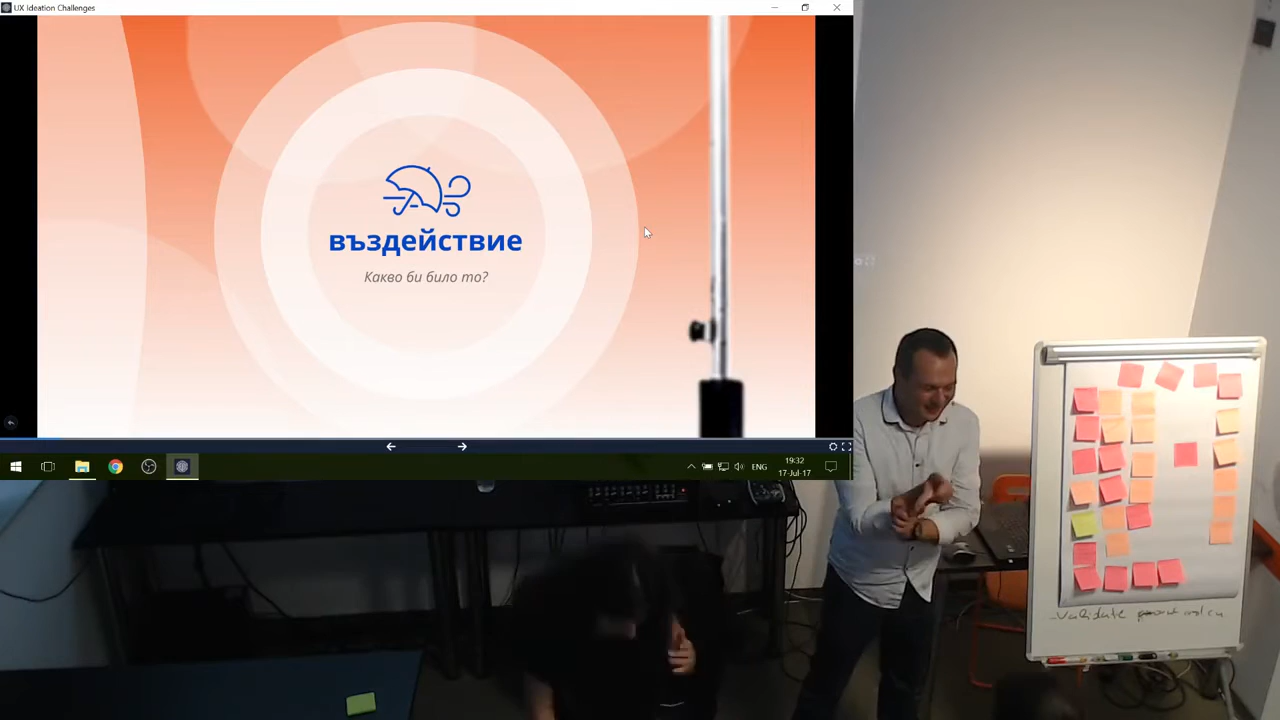 UX Ideation Challenges
въздействие
Какво би било то?
ENG
19:32
17-Jul-17
-validate